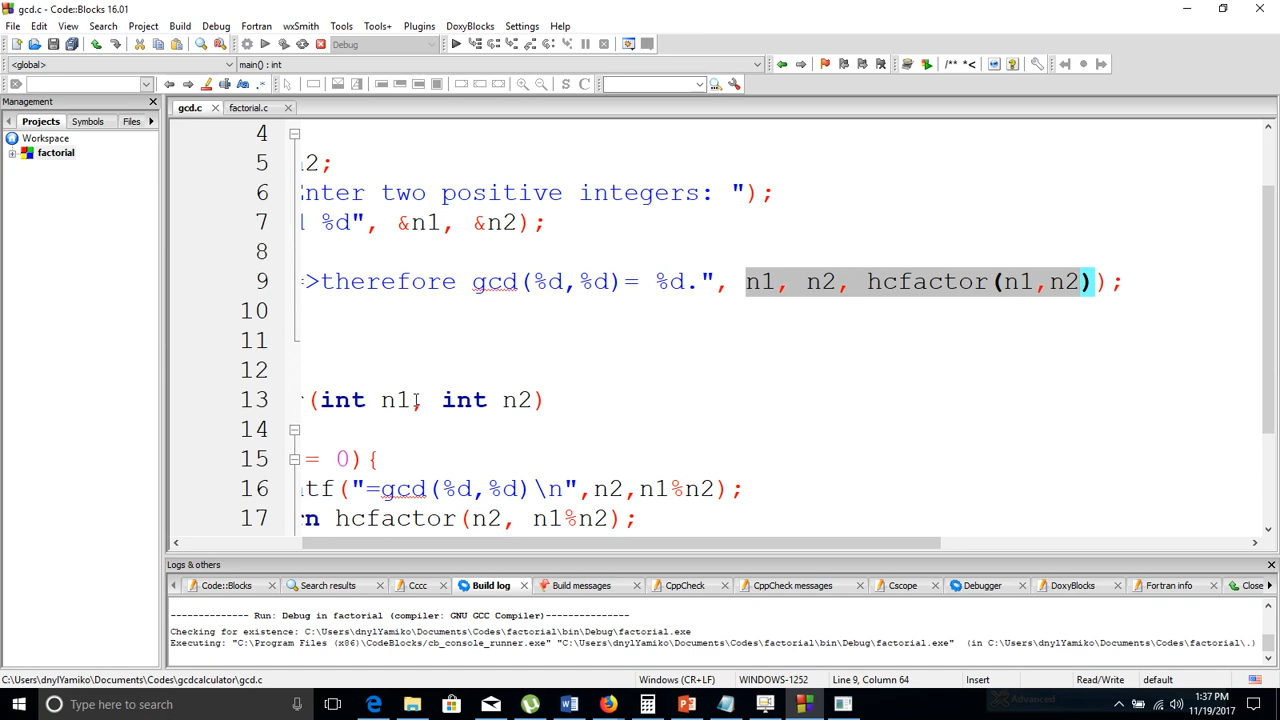 gcd.c - Code::Blocks 16.01
File Edit View Search Project Build Debug Fortran wxSmith Tools Tools+ Plugins DoxyBlocks Settings Help
Debug
<global> main() : int
/** *<
S C
Management
Projects Symbols Files
Workspace
factorial
gcd.c factorial.c
4
5 n2;
6 Enter two positive integers: ");
7 %d", &n1, &n2);
8
9 =>therefore gcd(%d,%d)= %d.", n1, n2, hcfactor(n1,n2));
10
11
12
13 r(int n1, int n2)
14
15 = 0){
16 ntf("=gcd(%d,%d)\n",n2,n1%n2);
17 rn hcfactor(n2, n1%n2);
Logs & others
Code::Blocks Search results Cccc Build log Build messages CppCheck CppCheck messages Cscope Debugger DoxyBlocks Fortran info Close
-------------- Run: Debug in factorial (compiler: GNU GCC Compiler)---------------
Checking for existence: C:\Users\dnylYamiko\Documents\Codes\factorial\bin\Debug\factorial.exe
Executing: "C:\Program Files (x86)\CodeBlocks/cb_console_runner.exe" "C:\Users\dnylYamiko\Documents\Codes\factorial\bin\Debug\factorial.exe" (in C:\Users\dnylYamiko\Documents\Codes\factorial\.)
C:\Users\dnylYamiko\Documents\Codes\gcdcalculator\gcd.c Windows (CR+LF) WINDOWS-1252 Line 9, Column 64 Insert Read/Write default
Advanced
Type here to search
1:37 PM
11/19/2017